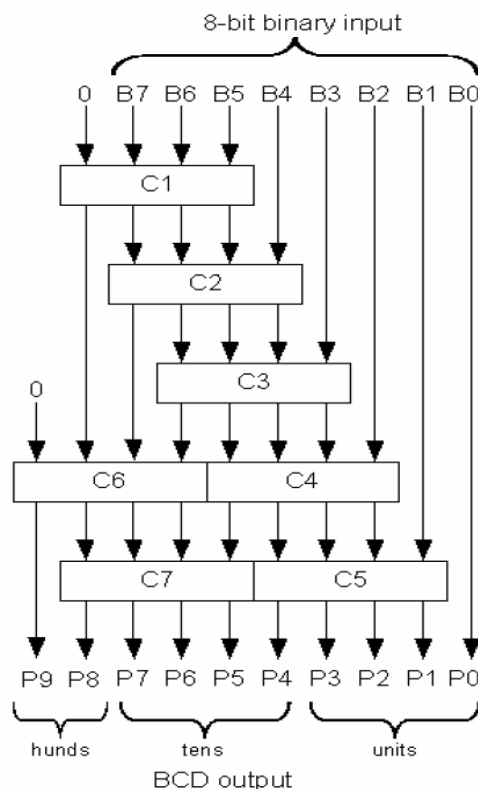 8-bit binary input
0 B7 B6 B5 B4 B3 B2 B1 B0
C1
C2
C3
0
C6 C4
C7 C5
P9 P8 P7 P6 P5 P4 P3 P2 P1 P0
hunds tens units
BCD output